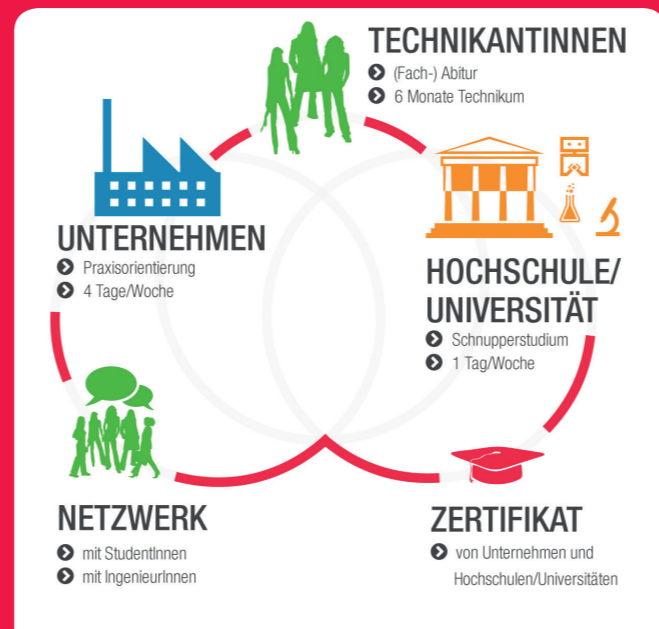 TECHNIKANTINNEN
(Fach-) Abitur
6 Monate Technikum
UNTERNEHMEN
Praxisorientierung
4 Tage/Woche
HOCHSCHULE/
UNIVERSITÄT
Schnupperstudium
1 Tag/Woche
NETZWERK
mit StudentInnen
mit IngenieurInnen
ZERTIFIKAT
von Unternehmen und
Hochschulen/Universitäten